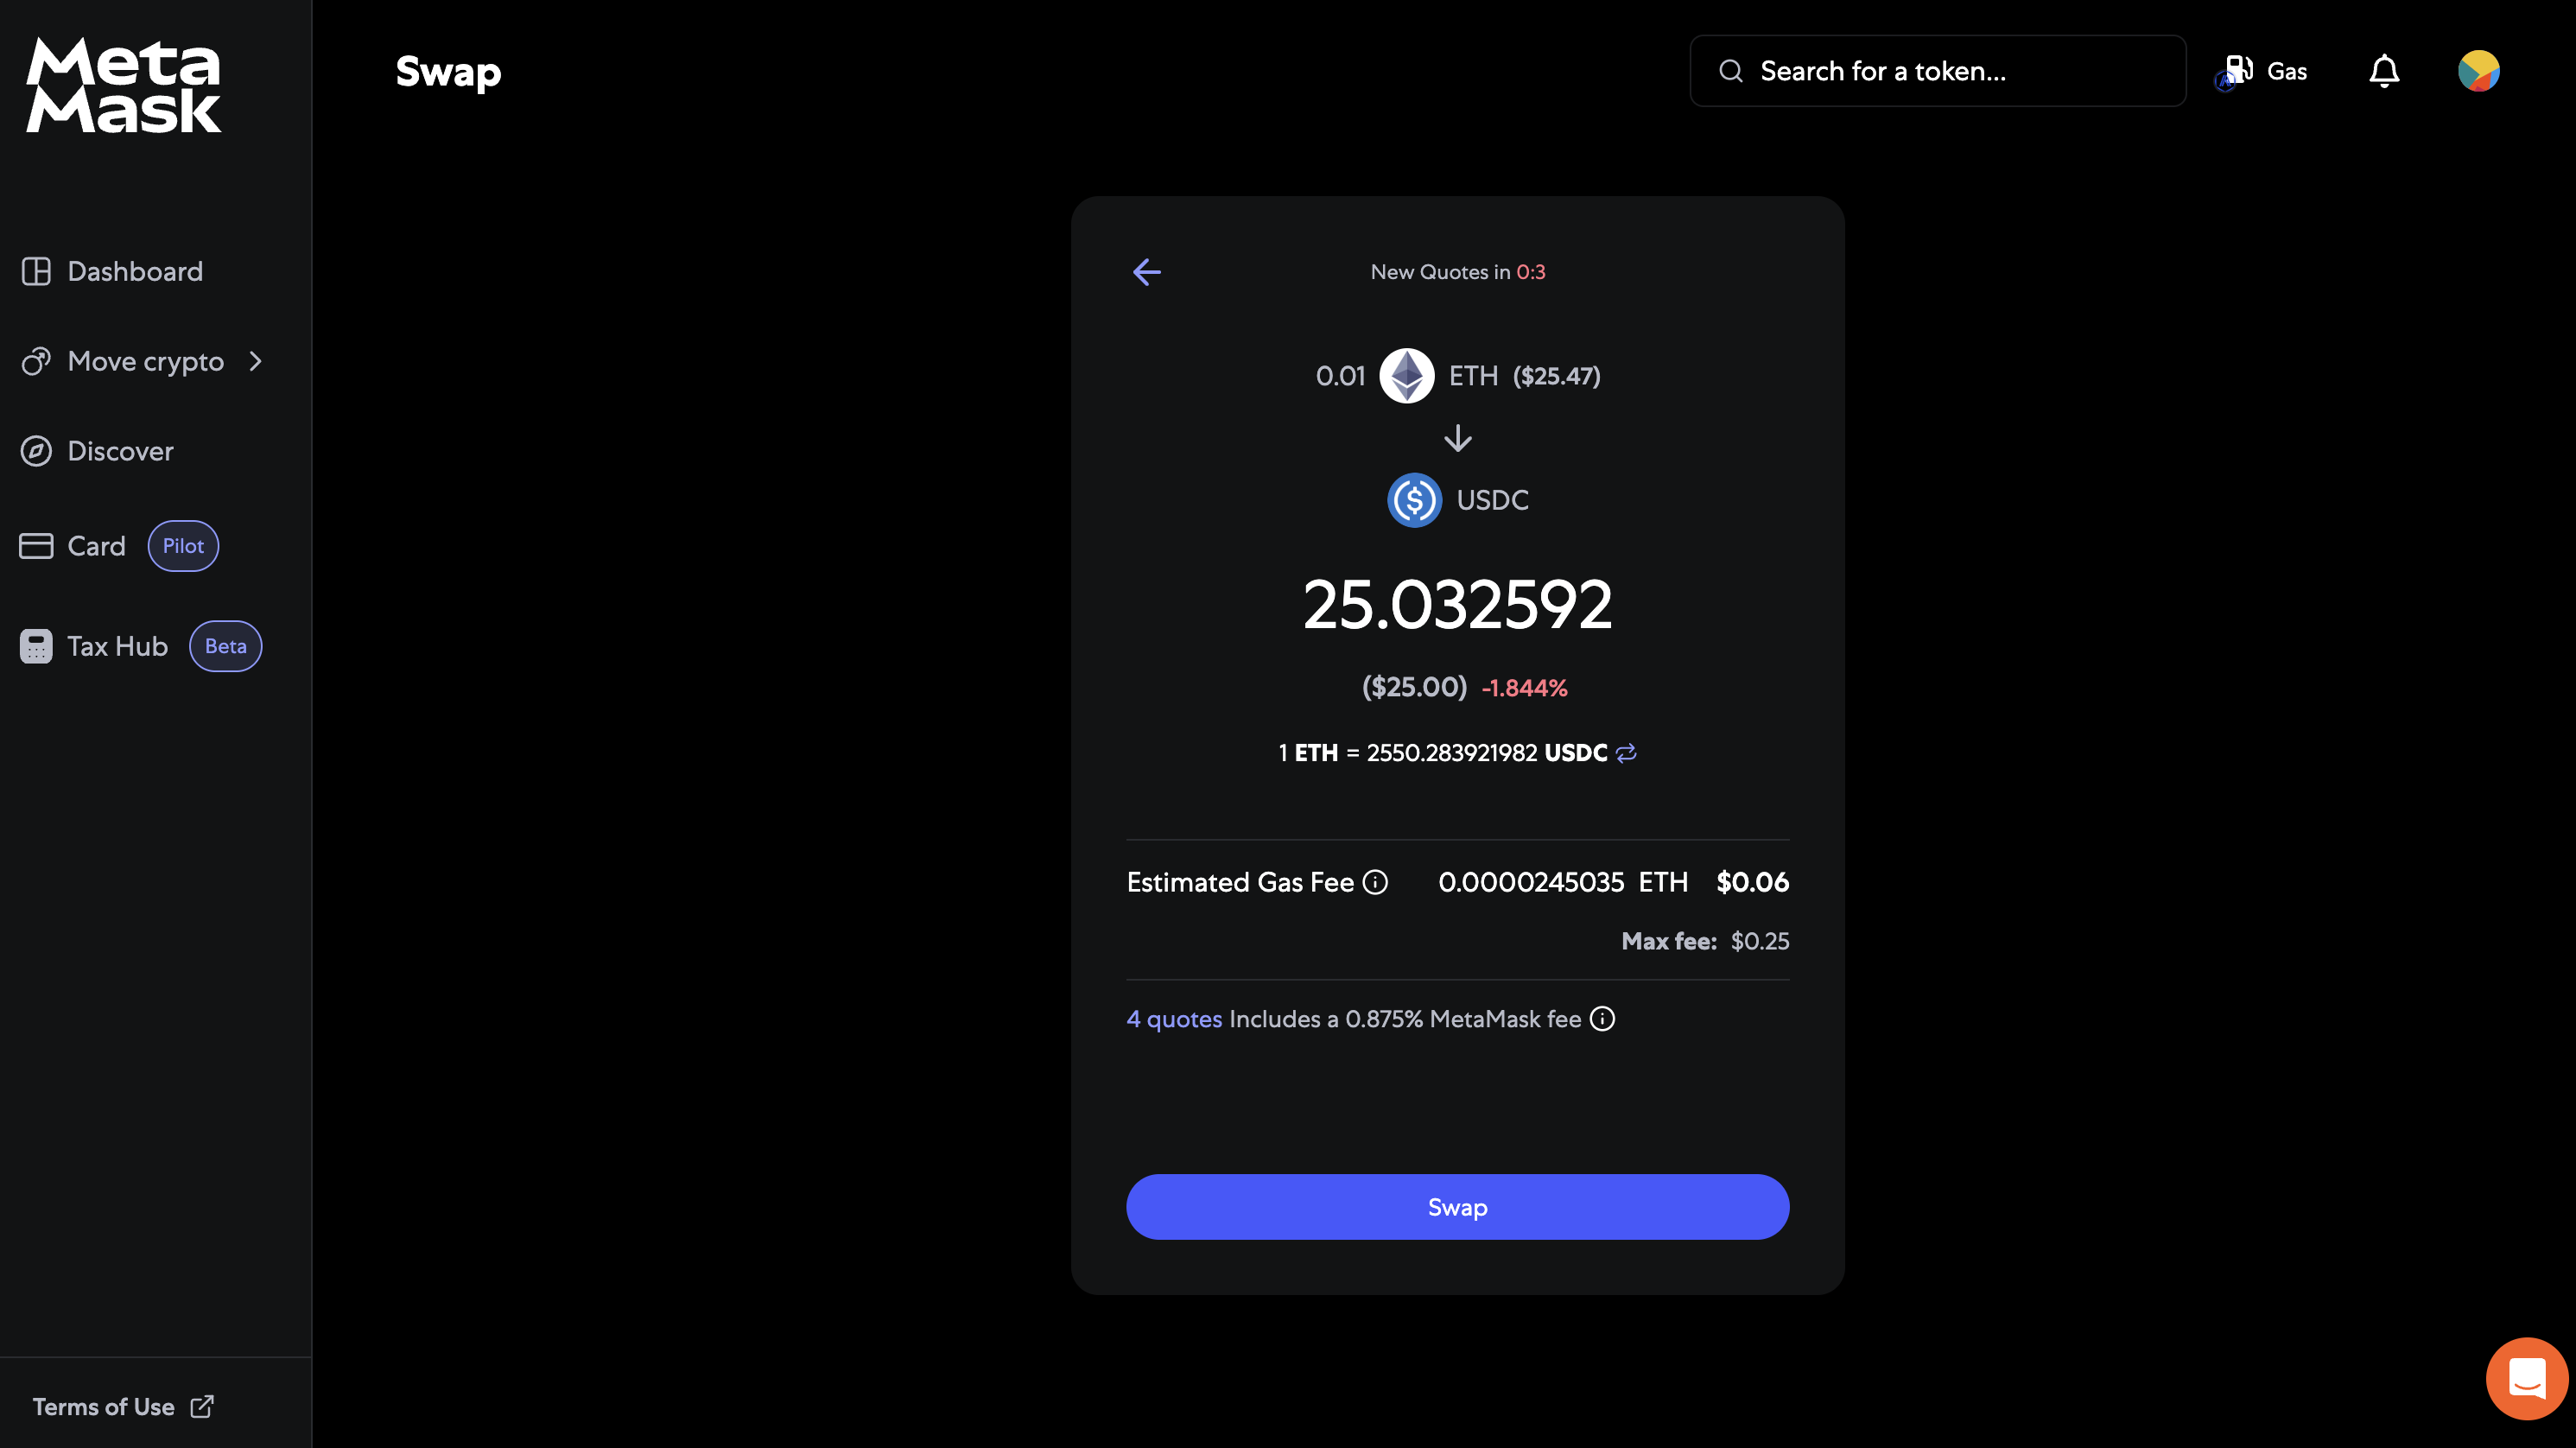 Meta
Mask
Swap
Search for a token...
Gas
Dashboard
Move crypto
Discover
Card Pilot
Tax Hub Beta
Terms of Use
New Quotes in 0:3
0.01 ETH ($25.47)
USDC
25.032592
($25.00) -1.844%
1 ETH = 2550.283921982 USDC
Estimated Gas Fee 0.0000245035 ETH $0.06
Max fee: $0.25
4 quotes Includes a 0.875% MetaMask fee
Swap